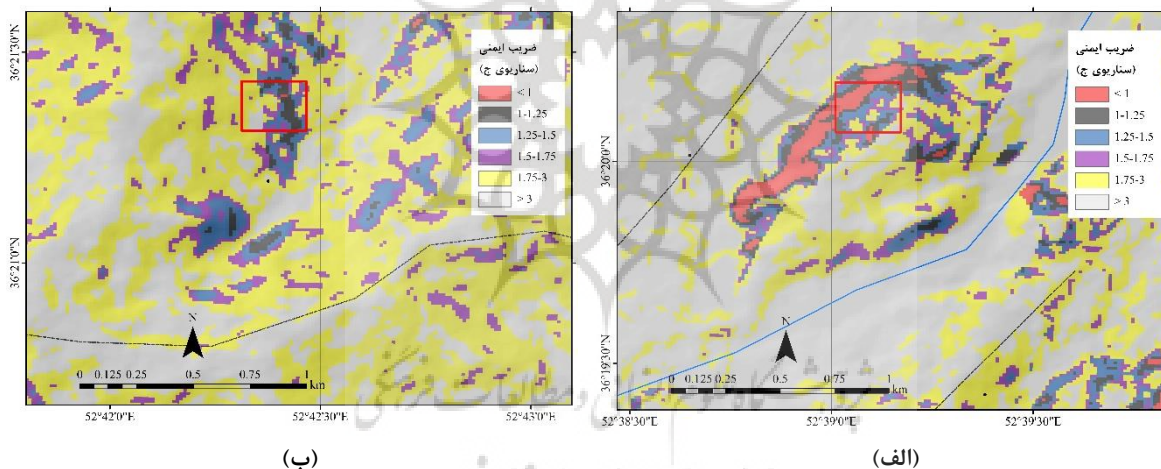 ضریب ایمنی
(سناریوی ج)
< 1
1-1.25
1.25-1.5
1.5-1.75
1.75-3
> 3
N
0 0.125 0.25 0.5 0.75 1
km
36°20'0"N
36°19'30"N
52°38'30"E 52°39'0"E 52°39'30"E
(الف)
ضریب ایمنی
(سناریوی ج)
< 1
1-1.25
1.25-1.5
1.5-1.75
1.75-3
> 3
N
0 0.125 0.25 0.5 0.75 1
km
36°21'30"N
36°21'0"N
52°42'0"E 52°42'30"E 52°43'0"E
(ب)